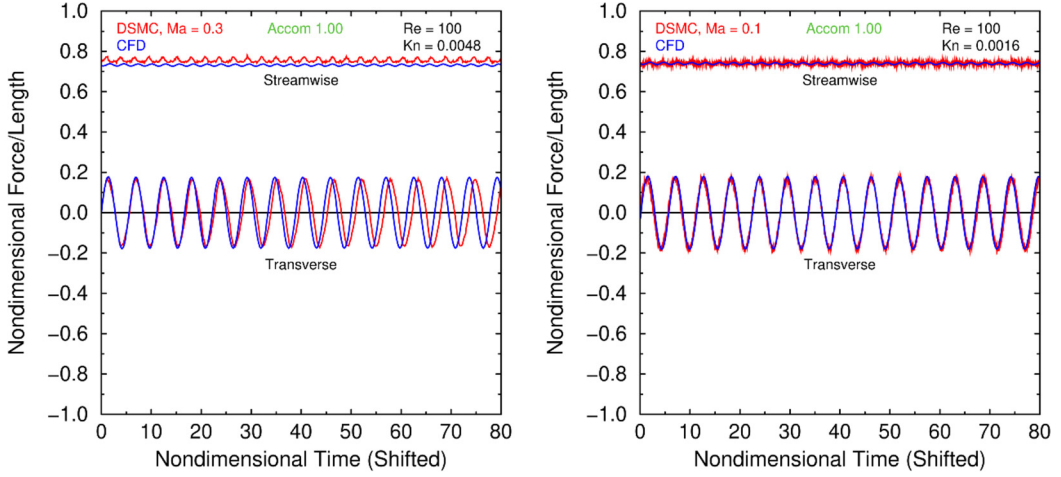 DSMC, Ma = 0.3 Accom 1.00 Re = 100
CFD Kn = 0.0048
Streamwise
Transverse
1.0
0.8
0.6
0.4
0.2
0.0
−0.2
−0.4
−0.6
−0.8
−1.0
Nondimensional Force/Length
0 10 20 30 40 50 60 70 80
Nondimensional Time (Shifted)
DSMC, Ma = 0.1 Accom 1.00 Re = 100
CFD Kn = 0.0016
Streamwise
Transverse
1.0
0.8
0.6
0.4
0.2
0.0
−0.2
−0.4
−0.6
−0.8
−1.0
Nondimensional Force/Length
0 10 20 30 40 50 60 70 80
Nondimensional Time (Shifted)